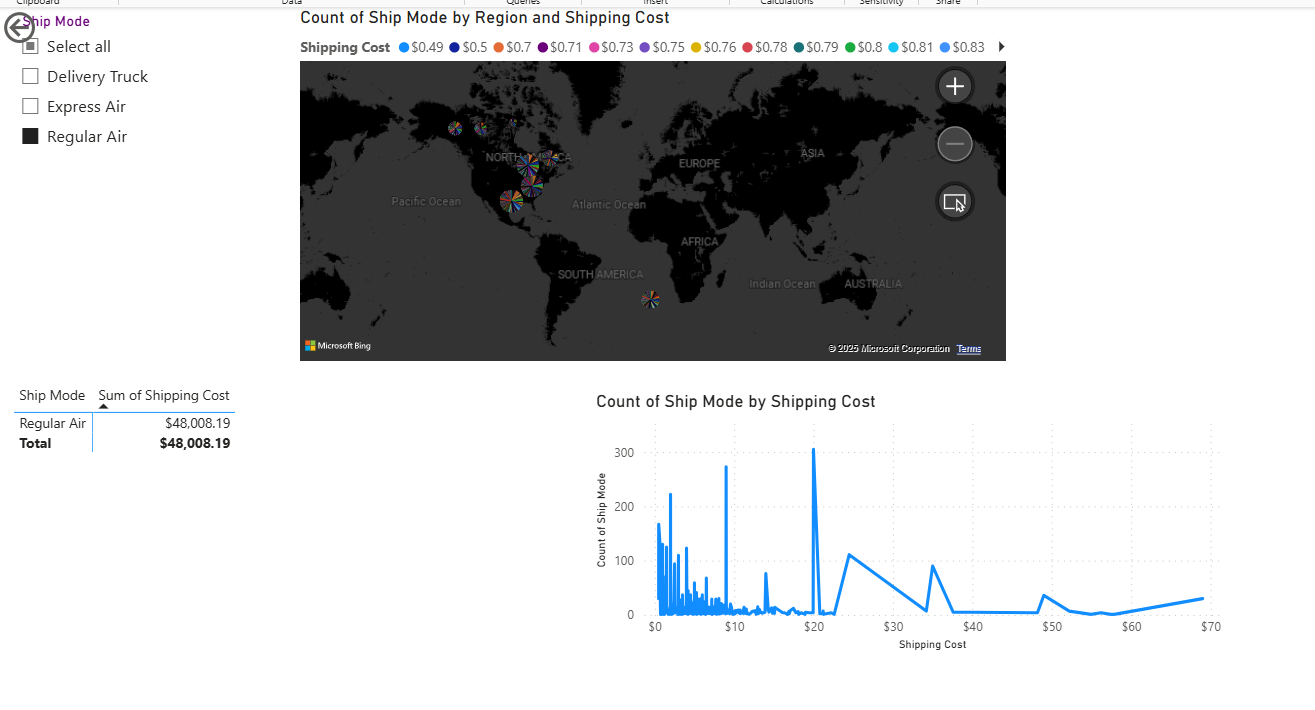 Clipboard Data Queries Insert Calculations Sensitivity Share
Ship Mode
Select all
Delivery Truck
Express Air
Regular Air
Count of Ship Mode by Region and Shipping Cost
Shipping Cost $0.49 $0.5 $0.7 $0.71 $0.73 $0.75 $0.76 $0.78 $0.79 $0.8 $0.81 $0.83
NORTH AMERICA
EUROPE
ASIA
Pacific Ocean
Atlantic Ocean
AFRICA
SOUTH AMERICA
Indian Ocean
AUSTRALIA
Microsoft Bing
© 2025 Microsoft Corporation Terms
Ship Mode Sum of Shipping Cost
Regular Air $48,008.19
Total $48,008.19
Count of Ship Mode by Shipping Cost
Count of Ship Mode
300
200
100
0
$0 $10 $20 $30 $40 $50 $60 $70
Shipping Cost